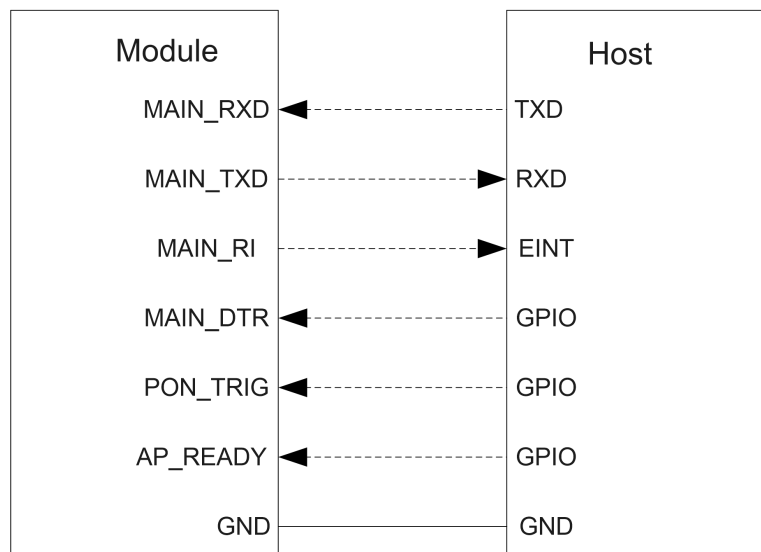 Module Host
MAIN_RXD TXD
MAIN_TXD RXD
MAIN_RI EINT
MAIN_DTR GPIO
PON_TRIG GPIO
AP_READY GPIO
GND GND